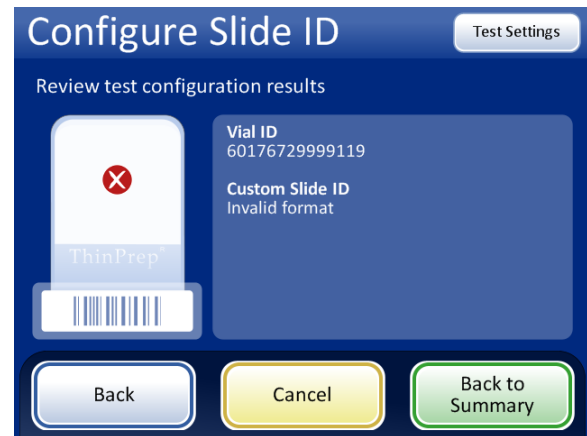 Configure Slide ID
Test Settings
Review test configuration results
Vial ID
60176729999119
Custom Slide ID
Invalid format
ThinPrep®
Back
Cancel
Back to
Summary